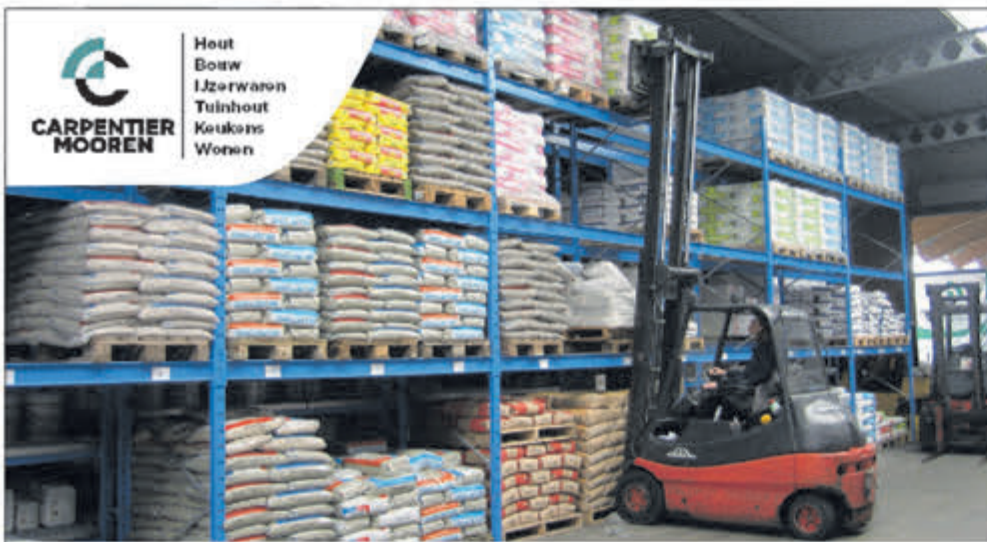 CARPENTIER
MOOREN
Hout
Bouw
IJzerwaren
Tuinhout
Keukens
Wonen